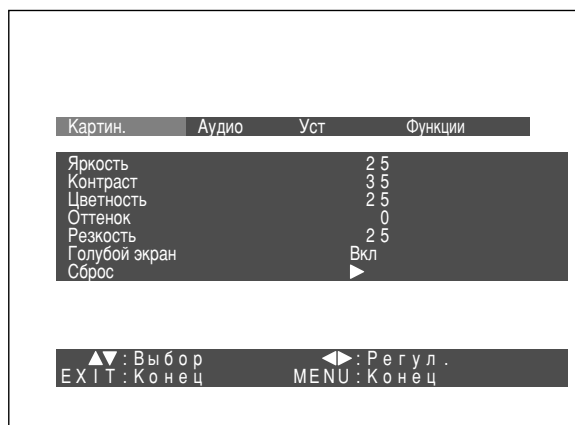 Картин. Аудио Уст Функции
Яркость 25
Контраст 35
Цветность 25
Оттенок 0
Резкость 25
Голубой экран Вкл
Сброс ▶
▲▼:Выбор ◀▶:Регул.
EXIT:Конец MENU:Конец